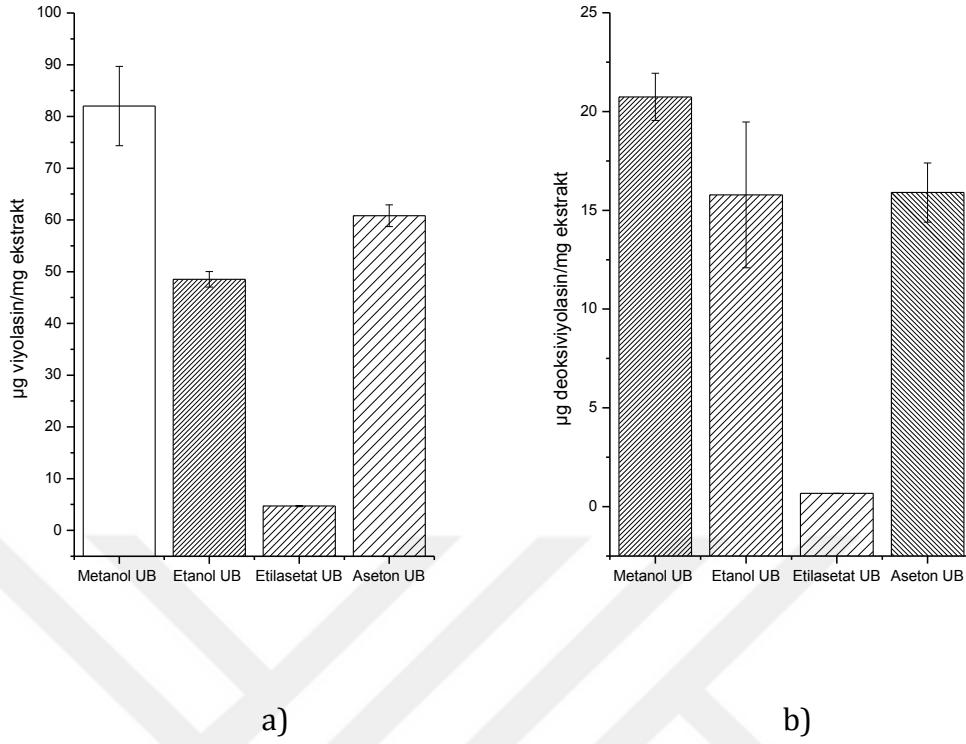 µg viyolasin/mg ekstrakt
100
90
80
70
60
50
40
30
20
10
0
Metanol UB Etanol UB Etilasetat UB Aseton UB
a)
µg deoksiviyolasin/mg ekstrakt
25
20
15
10
5
0
Metanol UB Etanol UB Etilasetat UB Aseton UB
b)